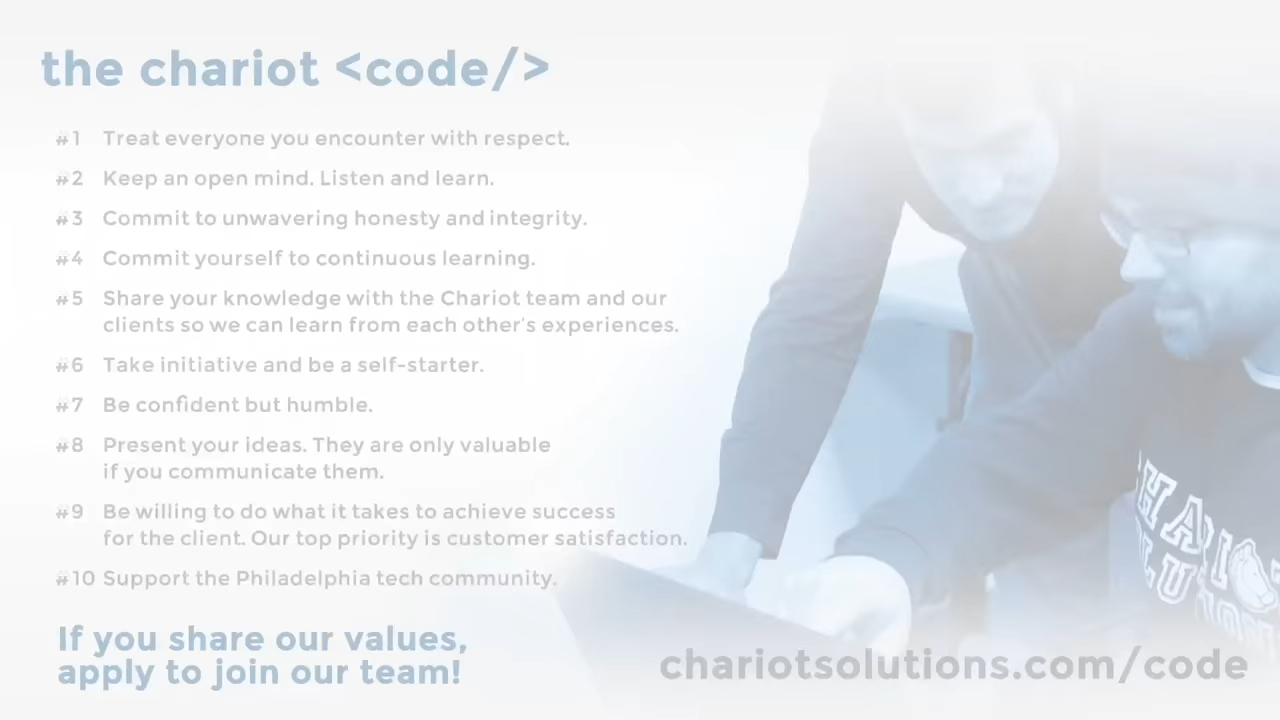 the chariot <code/>
#1 Treat everyone you encounter with respect.
#2 Keep an open mind. Listen and learn.
#3 Commit to unwavering honesty and integrity.
#4 Commit yourself to continuous learning.
#5 Share your knowledge with the Chariot team and our
clients so we can learn from each other's experiences.
#6 Take initiative and be a self-starter.
#7 Be confident but humble.
#8 Present your ideas. They are only valuable
if you communicate them.
#9 Be willing to do what it takes to achieve success
for the client. Our top priority is customer satisfaction.
#10 Support the Philadelphia tech community.
If you share our values,
apply to join our team!
chariotsolutions.com/code